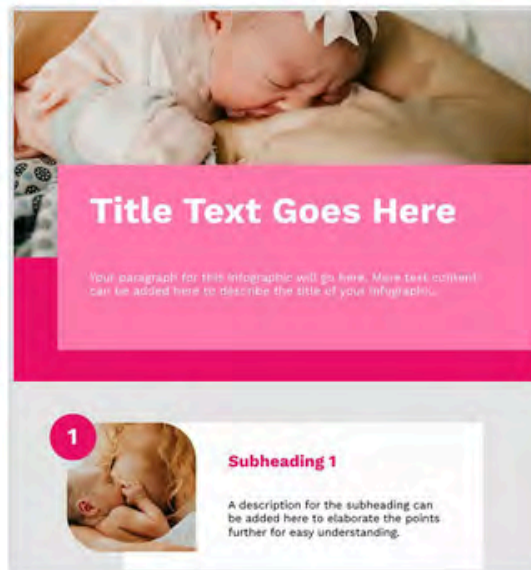 Title Text Goes Here
Your paragraph for this infographic will go here. More text content
can be added here to describe the title of your infographic.
1
Subheading 1
A description for the subheading can
be added here to elaborate the points
further for easy understanding.